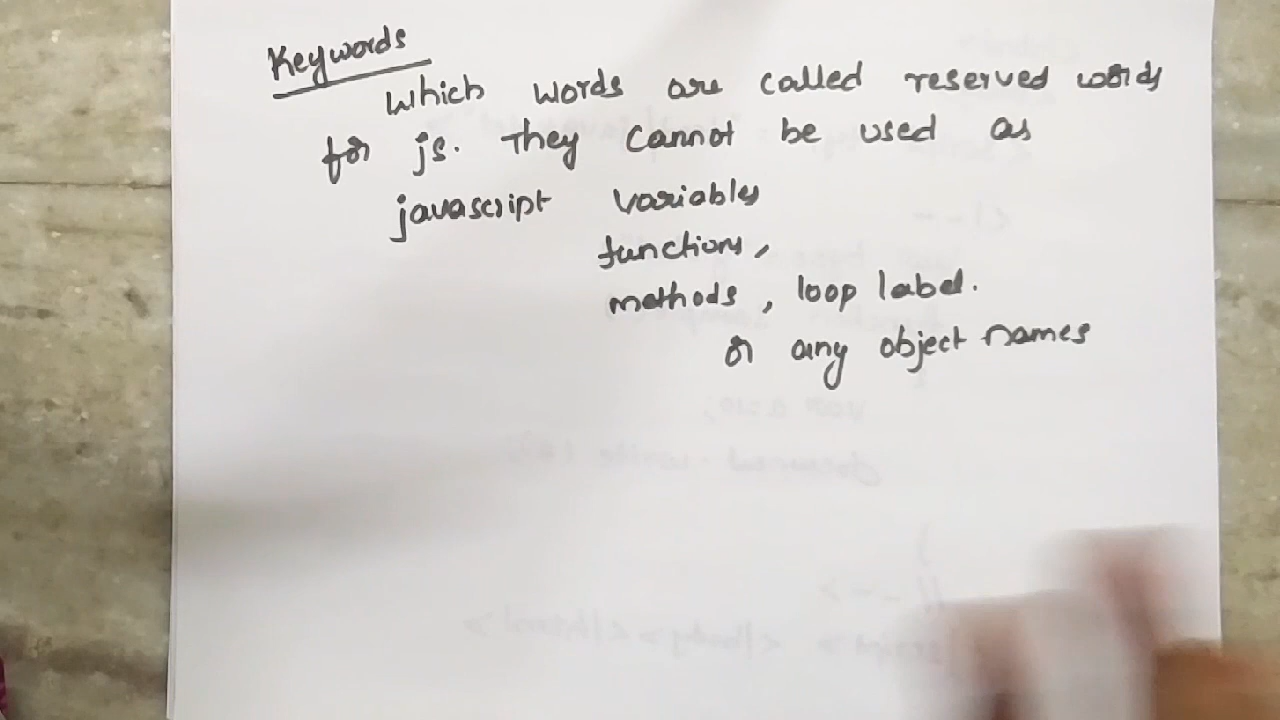 Keywords
Which words are called reserved words
for js. They cannot be used as
javascript variables
functions,
methods, loop label.
or any object names